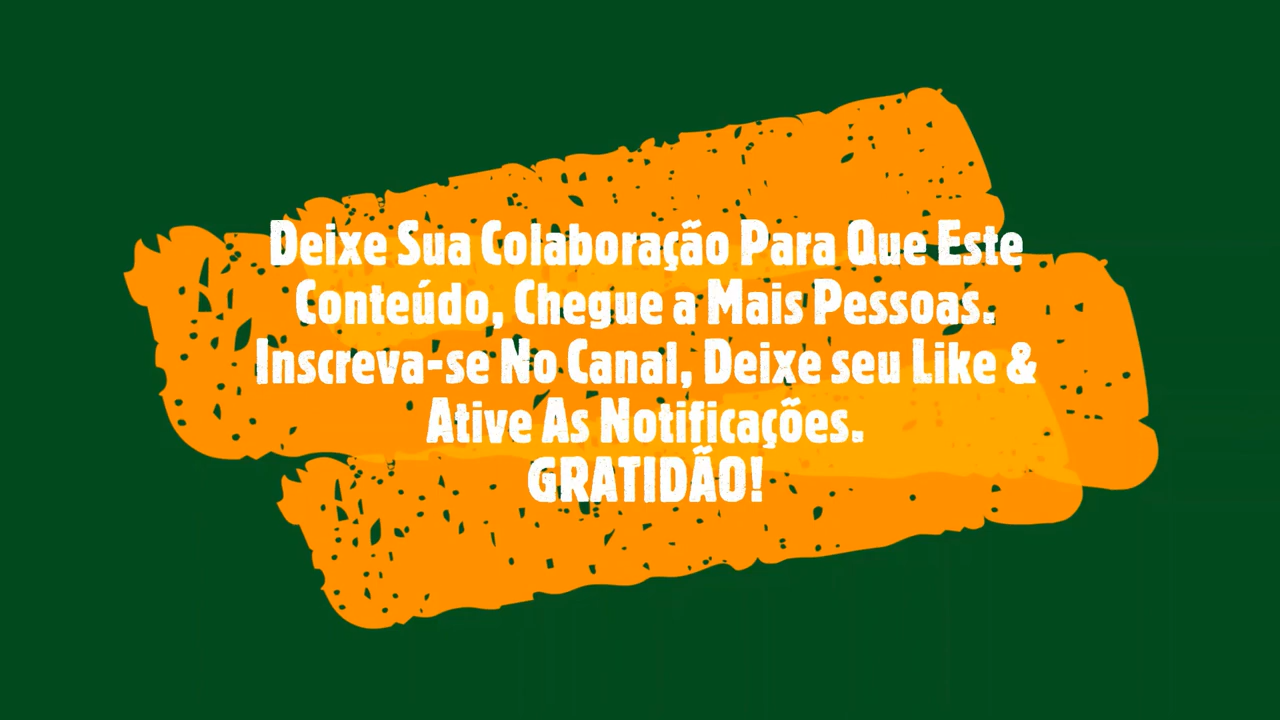 Deixe Sua Colaboração Para Que Este
Conteúdo, Chegue a Mais Pessoas.
Inscreva-se No Canal, Deixe seu Like &
Ative As Notificações.
GRATIDÃO!